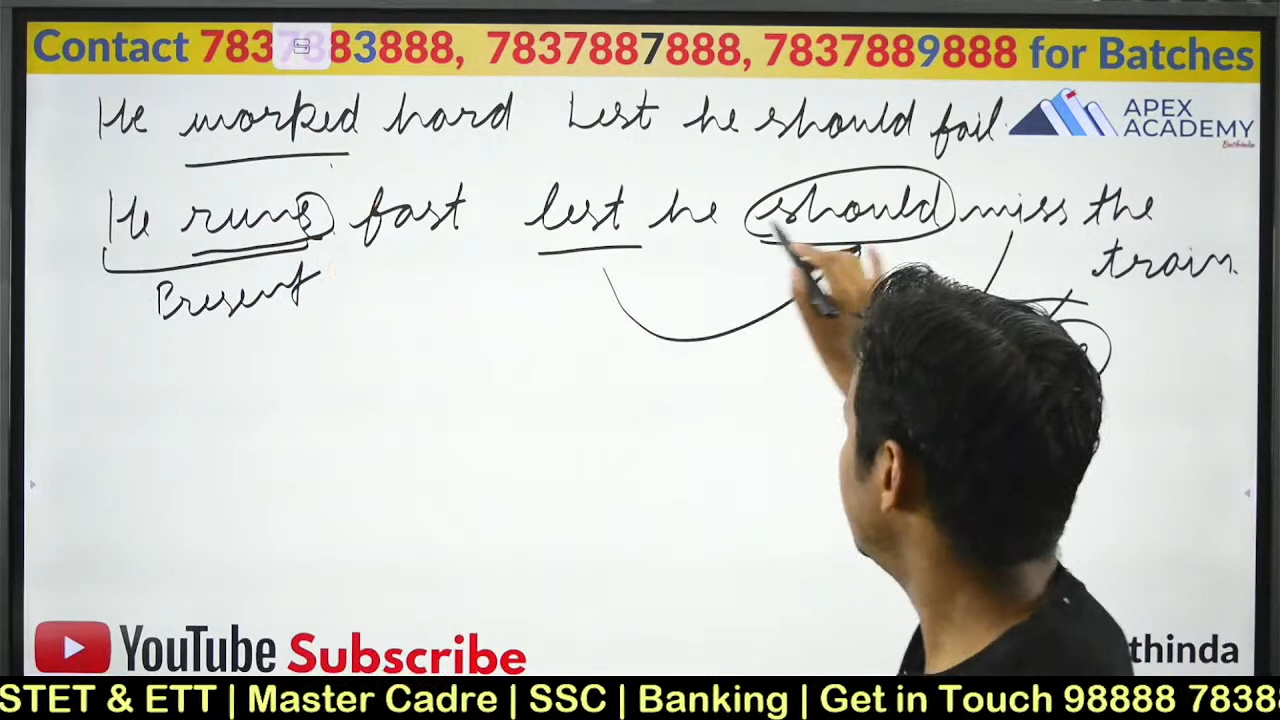 Contact 7837883888, 7837887888, 7837889888 for Batches
He worked hard Lest he should fail.
APEX
ACADEMY
Bathinda
He runs fast lest he should miss the
train.
Present
YouTube Subscribe
thinda
STET & ETT | Master Cadre | SSC | Banking | Get in Touch 98888 7838